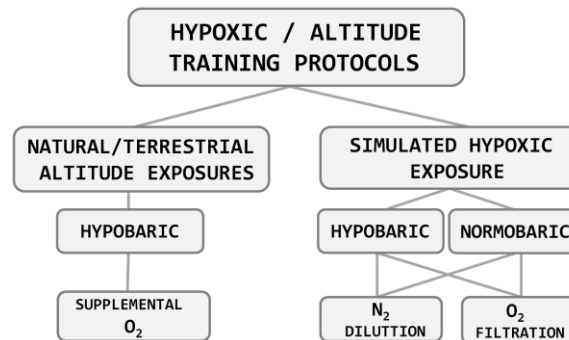 HYPOXIC / ALTITUDE
TRAINING PROTOCOLS
NATURAL/TERRESTRIAL
ALTITUDE EXPOSURES
SIMULATED HYPOXIC
EXPOSURE
HYPOBARIC
HYPOBARIC
NORMOBARIC
SUPPLEMENTAL
O₂
N₂
DILUTTION
O₂
FILTRATION